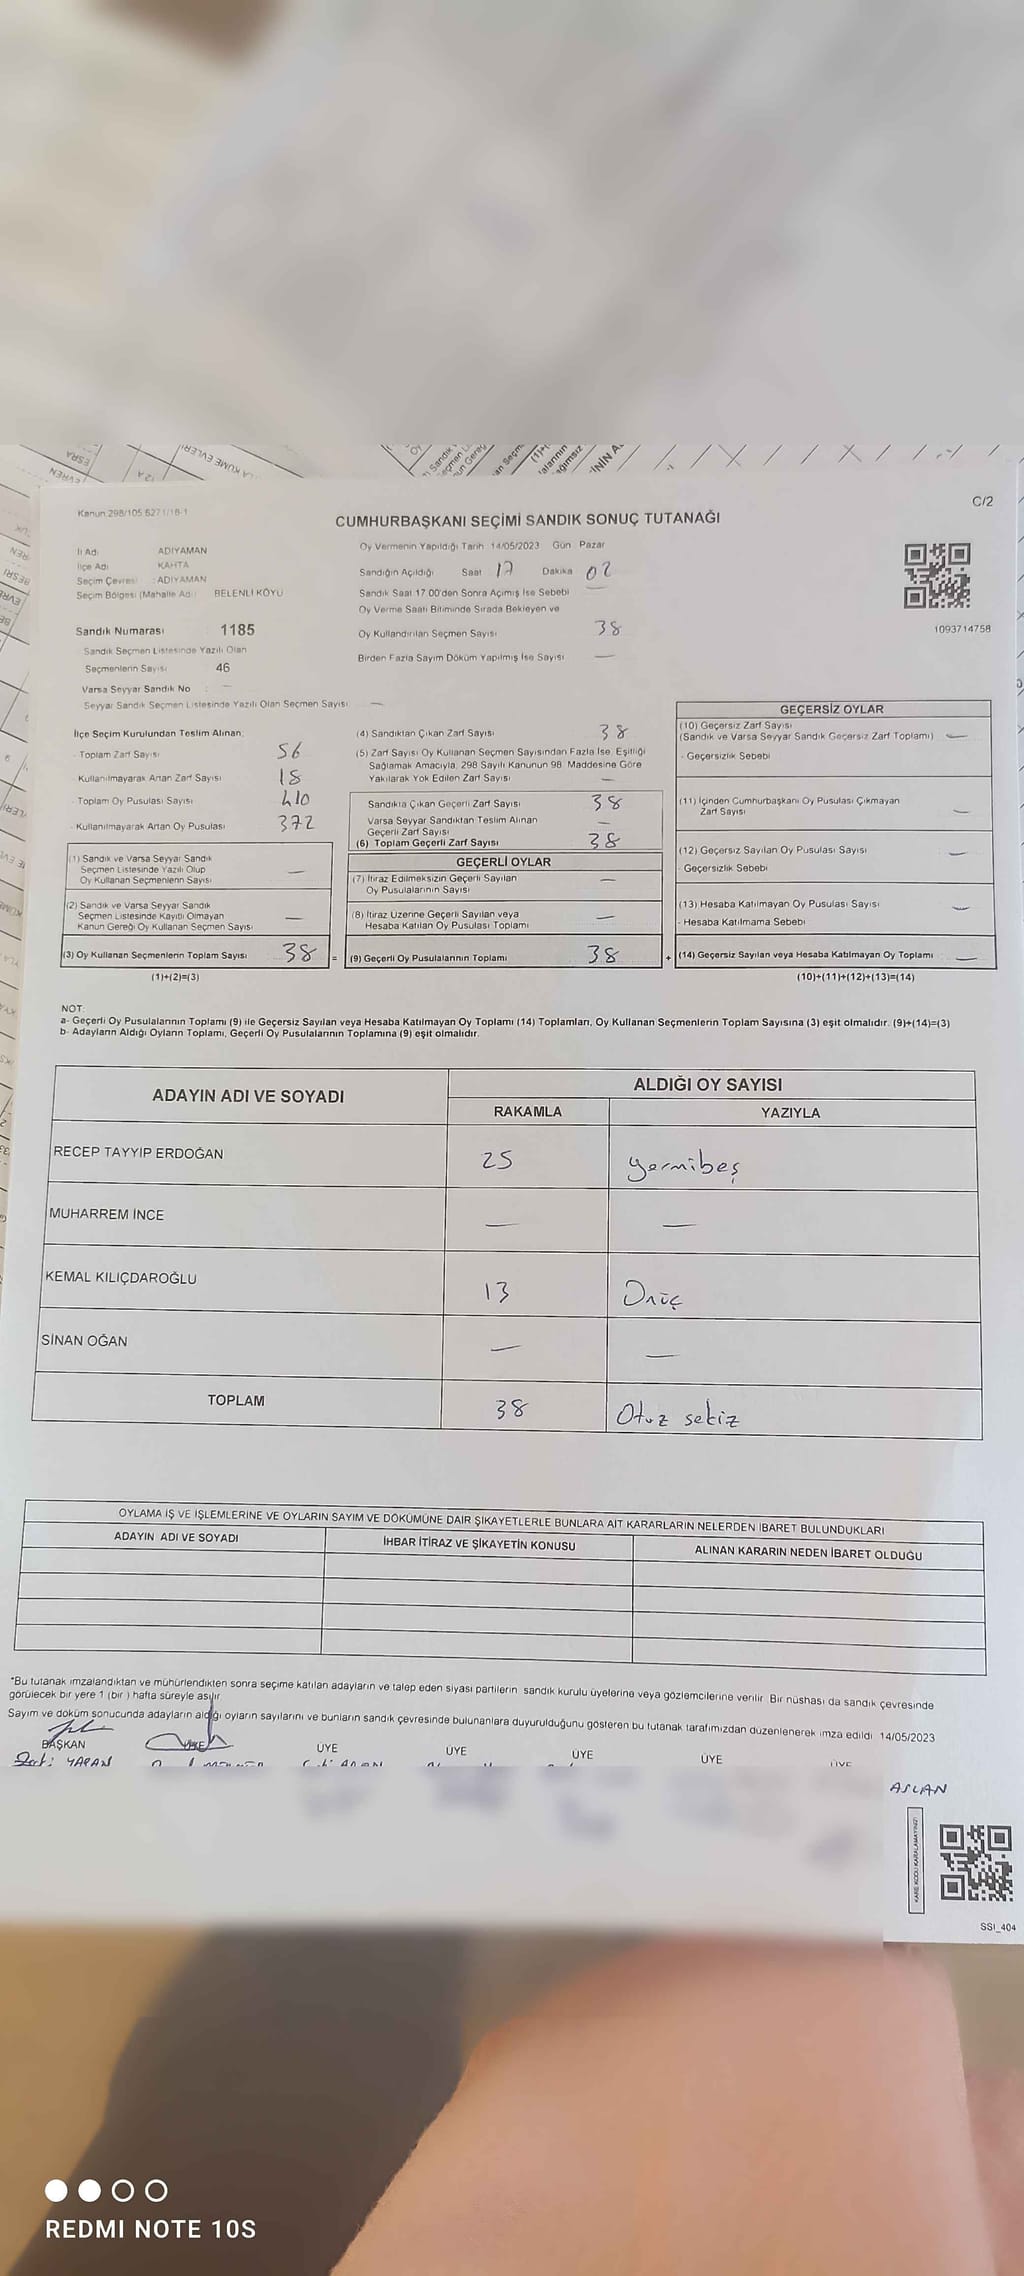 C/2
Kanun 298/105 6271/18-1
CUMHURBAŞKANI SEÇİMİ SANDIK SONUÇ TUTANAĞI
İl Adı ADIYAMAN
İlçe Adı KAHTA
Seçim Çevresi : ADIYAMAN
Seçim Bölgesi (Mahalle Adı) BELENLİ KÖYÜ
Sandık Numarası 1185
Sandık Seçmen Listesinde Yazılı Olan
Seçmenlerin Sayısı 46
Varsa Seyyar Sandık No : —
Seyyar Sandık Seçmen Listesinde Yazılı Olan Seçmen Sayısı —
Oy Vermenin Yapıldığı Tarih 14/05/2023 Gün Pazar
Sandığın Açıldığı Saat 17 Dakika 02
Sandık Saat 17.00'den Sonra Açımış İse Sebebi —
Oy Verme Saati Bitiminde Sırada Bekleyen ve
Oy Kullandırılan Seçmen Sayısı 38
Birden Fazla Sayım Döküm Yapılmış İse Sayısı —
1093714758
İlçe Seçim Kurulundan Teslim Alınan;
- Toplam Zarf Sayısı 56
- Kullanılmayarak Artan Zarf Sayısı 18
- Toplam Oy Pusulası Sayısı 410
- Kullanılmayarak Artan Oy Pusulası 372
(1) Sandık ve Varsa Seyyar Sandık
Seçmen Listesinde Yazılı Olup
Oy Kullanan Seçmenlerin Sayısı —
(2) Sandık ve Varsa Seyyar Sandık
Seçmen Listesinde Kayıtlı Olmayan
Kanun Gereği Oy Kullanan Seçmen Sayısı —
(3) Oy Kullanan Seçmenlerin Toplam Sayısı 38 =
(1)+(2)=(3)
(4) Sandıktan Çıkan Zarf Sayısı 38
(5) Zarf Sayısı Oy Kullanan Seçmen Sayısından Fazla İse, Eşitliği
Sağlamak Amacıyla, 298 Sayılı Kanunun 98. Maddesine Göre
Yakılarak Yok Edilen Zarf Sayısı —
Sandıkta Çıkan Geçerli Zarf Sayısı 38
Varsa Seyyar Sandıktan Teslim Alınan
Geçerli Zarf Sayısı —
(6) Toplam Geçerli Zarf Sayısı 38
GEÇERLİ OYLAR
(7) İtiraz Edilmeksizin Geçerli Sayılan
Oy Pusulalarının Sayısı —
(8) İtiraz Üzerine Geçerli Sayılan veya
Hesaba Katılan Oy Pusulası Toplamı —
(9) Geçerli Oy Pusulalarının Toplamı 38 +
GEÇERSİZ OYLAR
(10) Geçersiz Zarf Sayısı
(Sandık ve Varsa Seyyar Sandık Geçersiz Zarf Toplamı) —
- Geçersizlik Sebebi
(11) İçinden Cumhurbaşkanı Oy Pusulası Çıkmayan
Zarf Sayısı —
(12) Geçersiz Sayılan Oy Pusulası Sayısı —
- Geçersizlik Sebebi
(13) Hesaba Katılmayan Oy Pusulası Sayısı —
- Hesaba Katılmama Sebebi
(14) Geçersiz Sayılan veya Hesaba Katılmayan Oy Toplamı —
(10)+(11)+(12)+(13)=(14)
NOT:
a- Geçerli Oy Pusulalarının Toplamı (9) ile Geçersiz Sayılan veya Hesaba Katılmayan Oy Toplamı (14) Toplamları, Oy Kullanan Seçmenlerin Toplam Sayısına (3) eşit olmalıdır. (9)+(14)=(3)
b- Adayların Aldığı Oyların Toplamı, Geçerli Oy Pusulalarının Toplamına (9) eşit olmalıdır.
ADAYIN ADI VE SOYADI ALDIĞI OY SAYISI
RAKAMLA YAZIYLA
RECEP TAYYİP ERDOĞAN 25 yermibeş
MUHARREM İNCE — —
KEMAL KILIÇDAROĞLU 13 Onüç
SİNAN OĞAN — —
TOPLAM 38 Otuz sekiz
OYLAMA İŞ VE İŞLEMLERİNE VE OYLARIN SAYIM VE DÖKÜMÜNE DAİR ŞİKAYETLERLE BUNLARA AİT KARARLARIN NELERDEN İBARET BULUNDUKLARI
ADAYIN ADI VE SOYADI İHBAR İTİRAZ VE ŞİKAYETİN KONUSU ALINAN KARARIN NEDEN İBARET OLDUĞU
*Bu tutanak imzalandıktan ve mühürlendikten sonra seçime katılan adayların ve talep eden siyasi partilerin sandık kurulu üyelerine veya gözlemcilerine verilir. Bir nüshası da sandık çevresinde
görülecek bir yere 1 (bir ) hafta süreyle asılır.
Sayım ve döküm sonucunda adayların aldığı oyların sayılarını ve bunların sandık çevresinde bulunanlara duyurulduğunu gösteren bu tutanak tarafımızdan düzenlenerek imza edildi. 14/05/2023
BAŞKAN ÜYE ÜYE ÜYE ÜYE ÜYE
YAPAN
ASLAN
KARE KODU KARALAMAYINIZ!
SSI_404
REDMI NOTE 10S